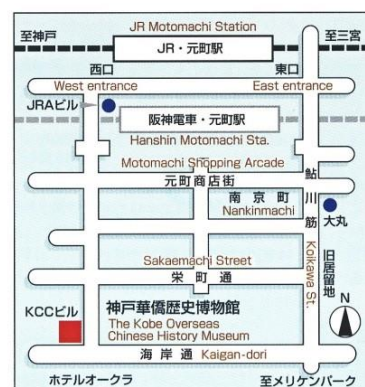 JR Motomachi Station
至神戸
JR・元町駅
至三宮
西口
東口
West entrance
East entrance
JRAビル
阪神電車・元町駅
Hanshin Motomachi Sta.
Motomachi Shopping Arcade
元町商店街
鮎川筋
Koikawa St.
南京町
Nankinmachi
大丸
旧居留地
Sakaemachi Street
栄町通
N
KCCビル
神戸華僑歴史博物館
The Kobe Overseas
Chinese History Museum
海岸通 Kaigan-dori
ホテルオークラ
至メリケンパーク